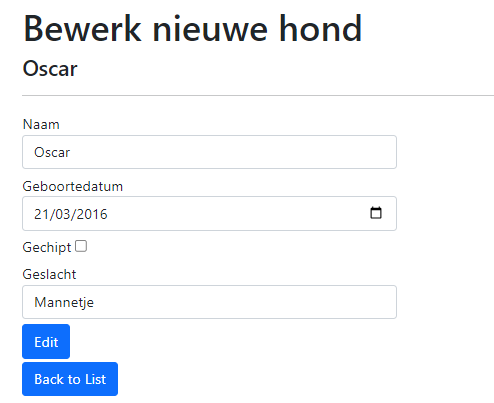 Bewerk nieuwe hond
Oscar
Naam
Oscar
Geboortedatum
21/03/2016
Gechipt
Geslacht
Mannetje
Edit
Back to List